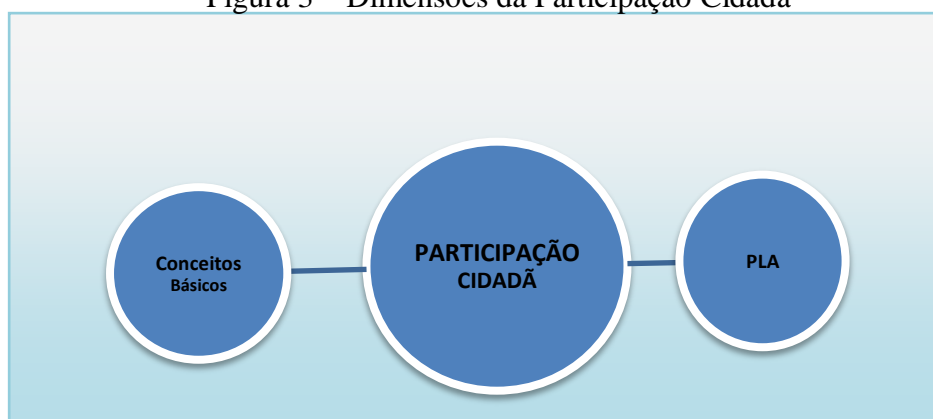 Figura 3 – Dimensões da Participação Cidadã
Conceitos
Básicos
PARTICIPAÇÃO
CIDADÃ
PLA